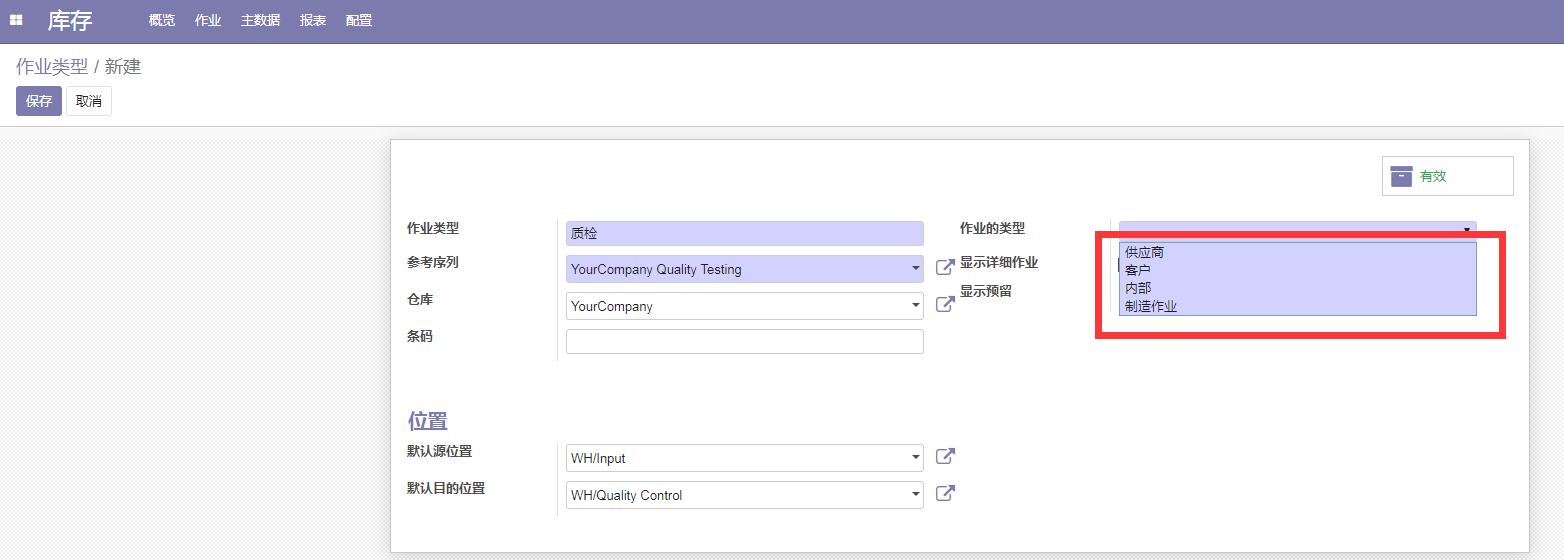 库存
概览 作业 主数据 报表 配置
作业类型 / 新建
保存 取消
有效
作业类型 质检
参考序列 YourCompany Quality Testing
仓库 YourCompany
条码
作业的类型
显示详细作业
显示预留
供应商
客户
内部
制造作业
位置
默认源位置 WH/Input
默认目的位置 WH/Quality Control